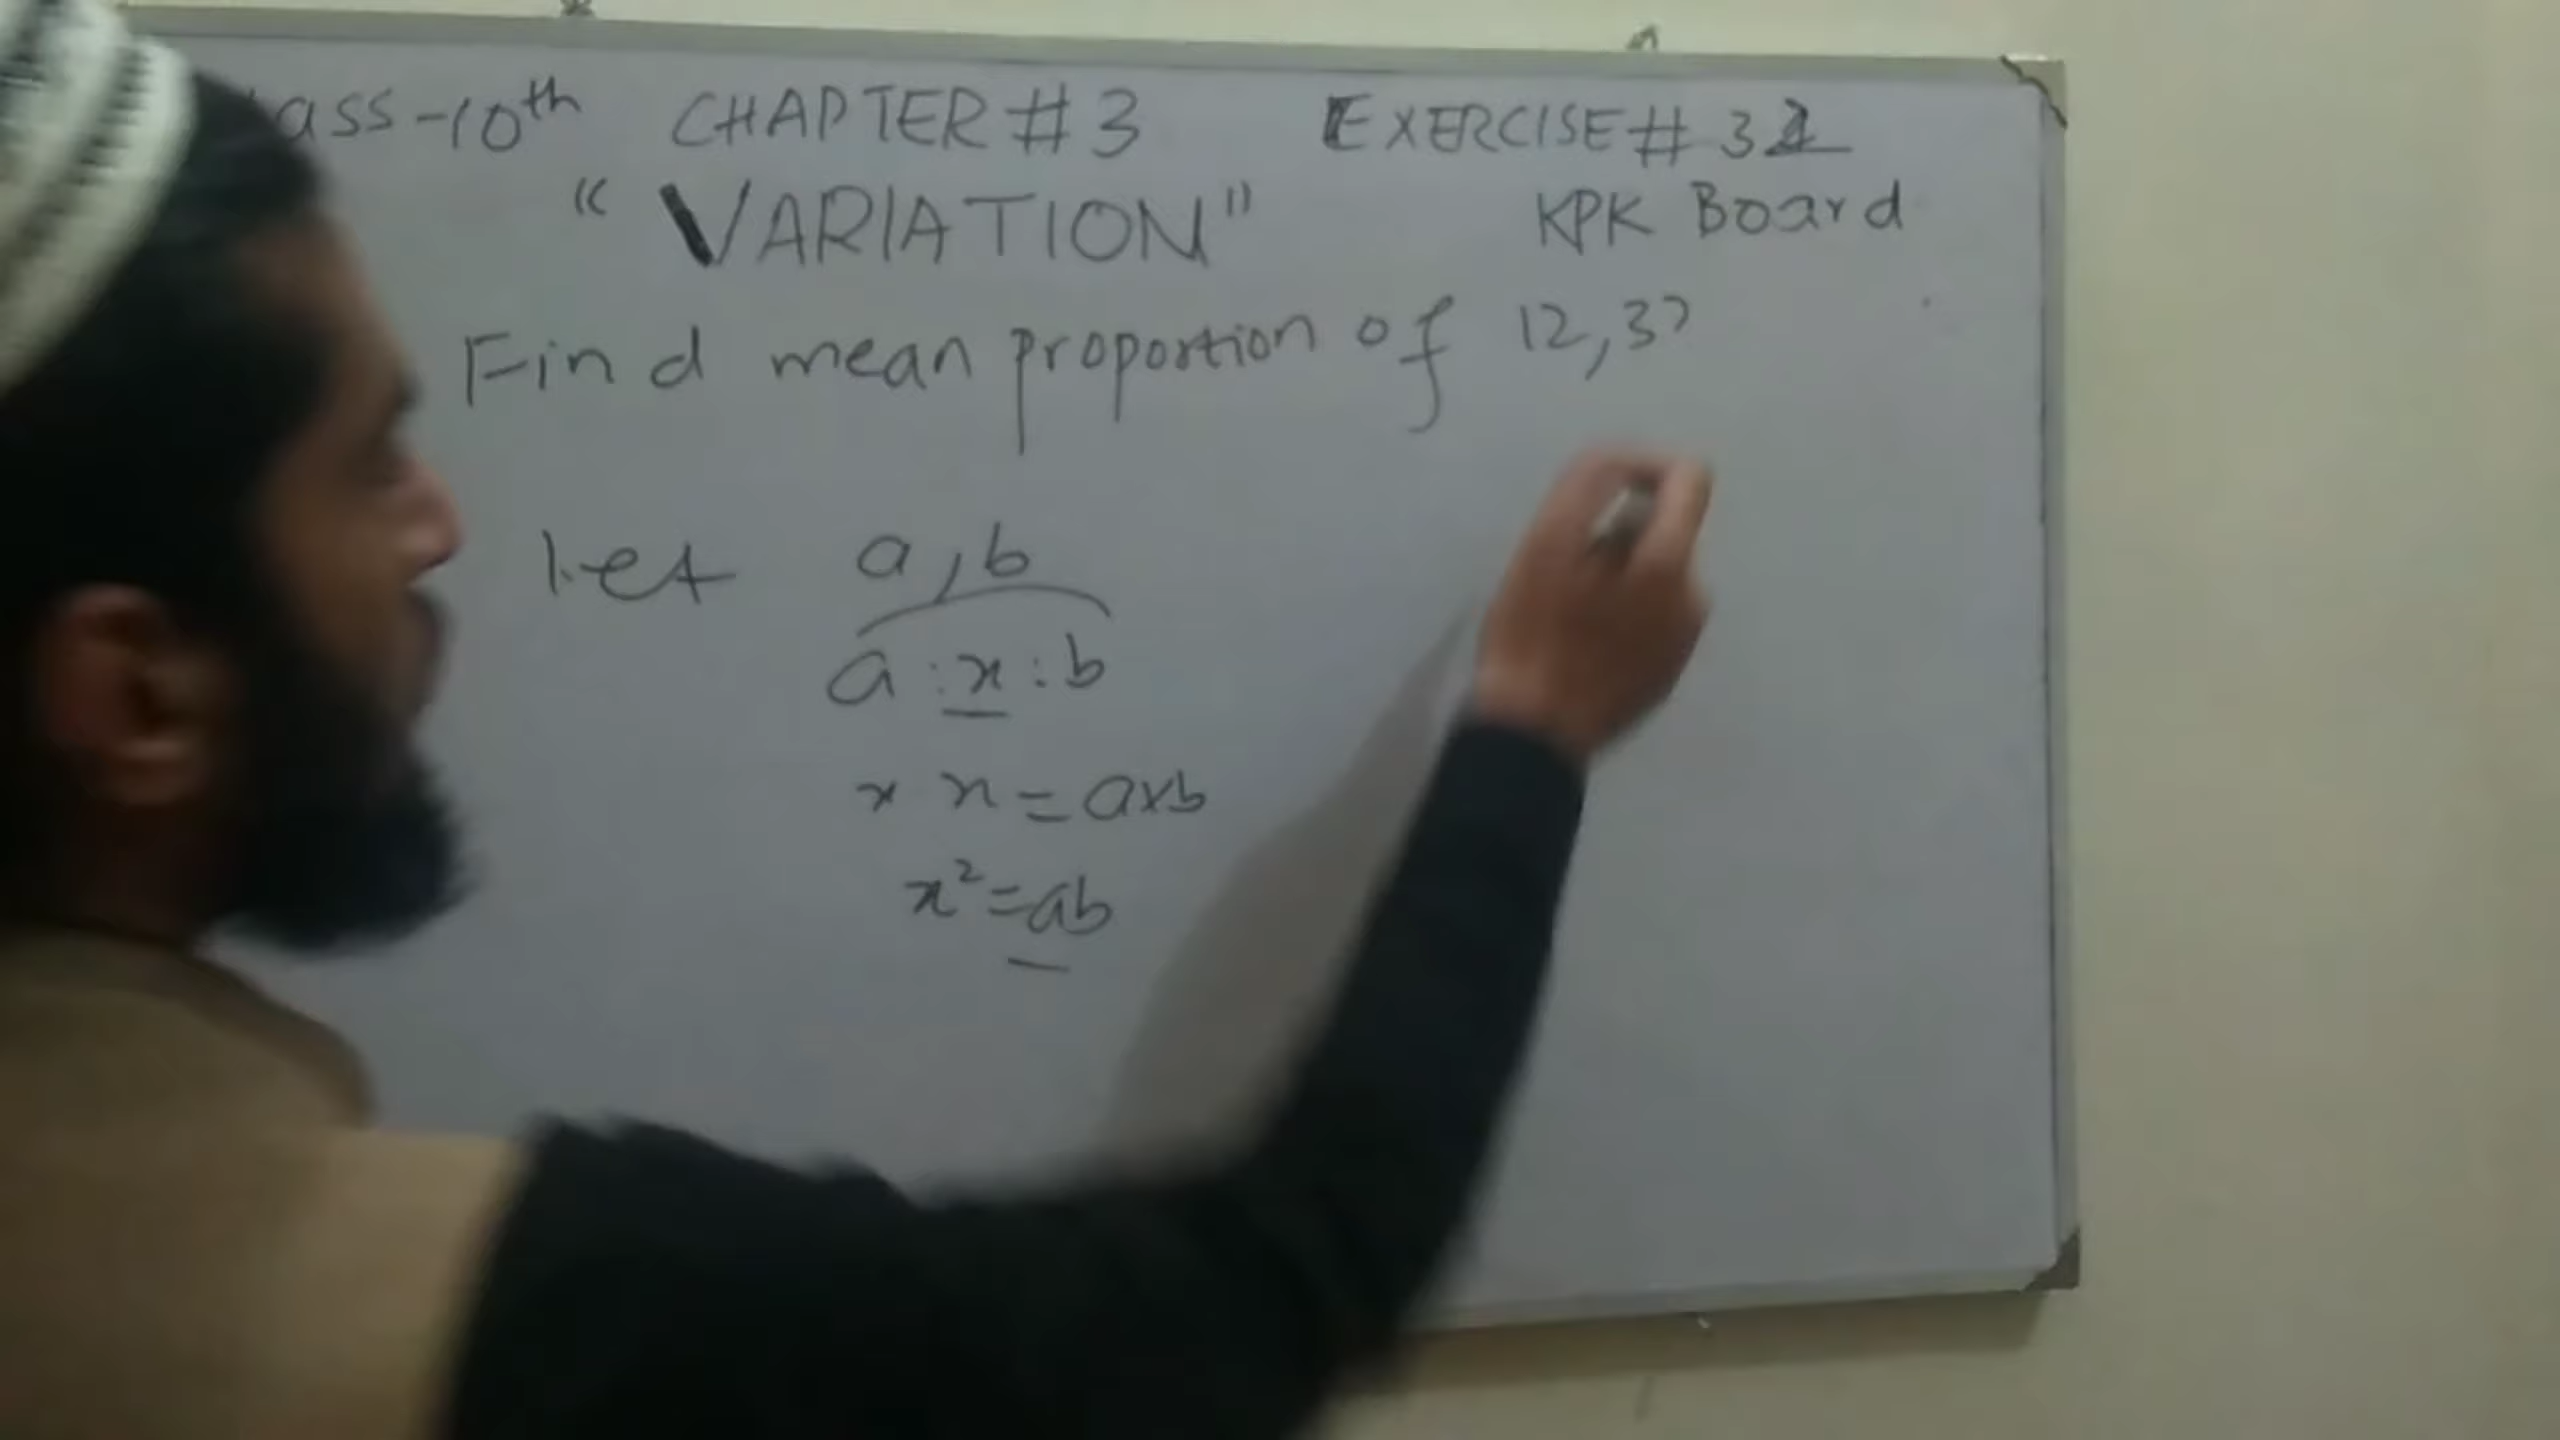 ass-10th CHAPTER # 3 EXERCISE # 3.2
"VARIATION" KPK Board
Find mean proportion of 12,3
let a,b
a : x : b
x x = axb
x² = ab